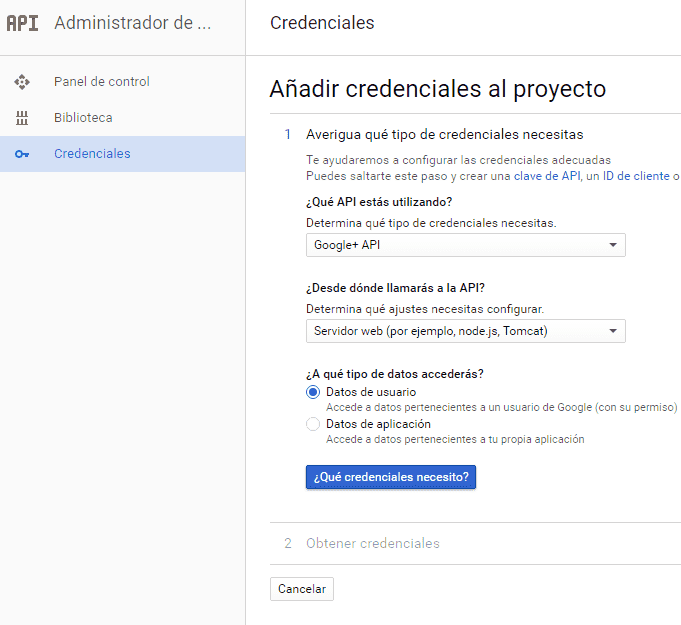 API Administrador de ...
Credenciales
Panel de control
Biblioteca
Credenciales
Añadir credenciales al proyecto
1 Averigua qué tipo de credenciales necesitas
Te ayudaremos a configurar las credenciales adecuadas
Puedes saltarte este paso y crear una clave de API, un ID de cliente o
¿Qué API estás utilizando?
Determina qué tipo de credenciales necesitas.
Google+ API
¿Desde dónde llamarás a la API?
Determina qué ajustes necesitas configurar.
Servidor web (por ejemplo, node.js, Tomcat)
¿A qué tipo de datos accederás?
Datos de usuario
Accede a datos pertenecientes a un usuario de Google (con su permiso)
Datos de aplicación
Accede a datos pertenecientes a tu propia aplicación
¿Qué credenciales necesito?
2 Obtener credenciales
Cancelar